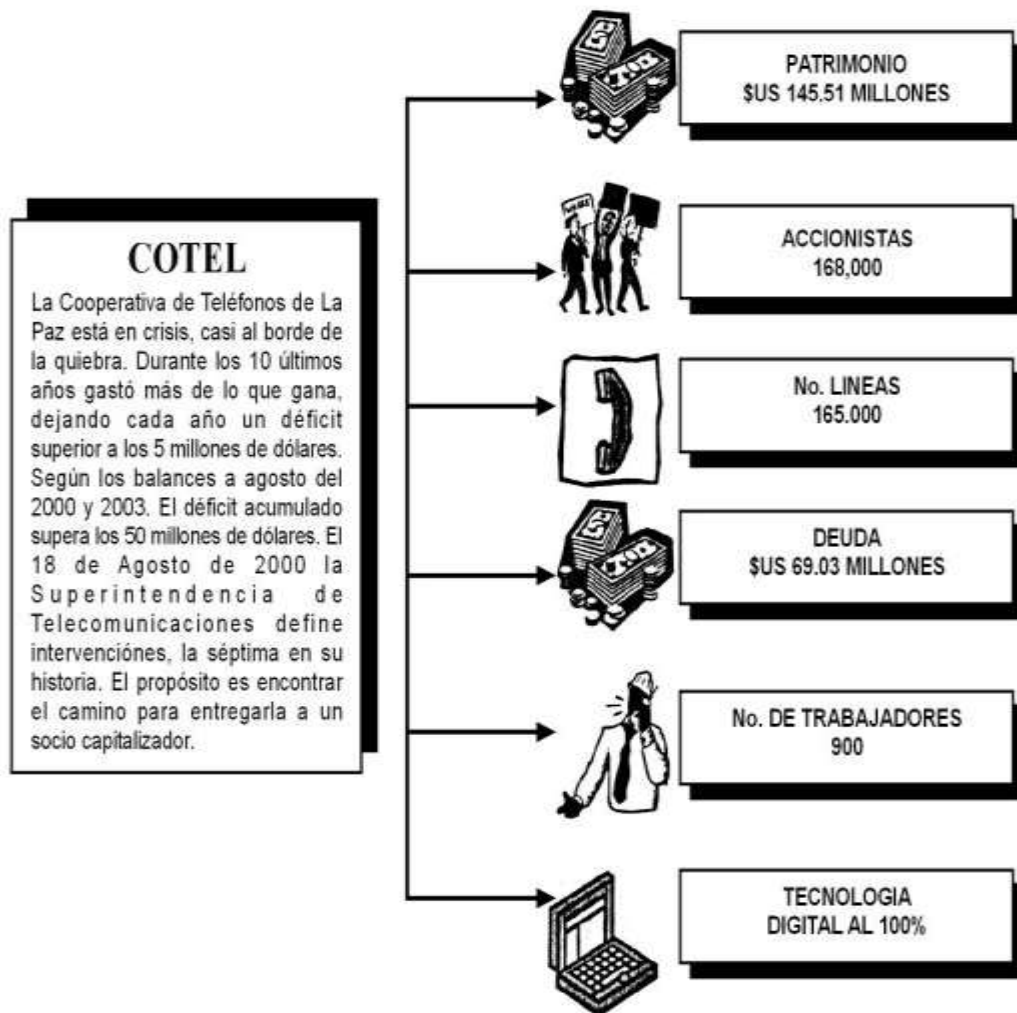 COTEL
La Cooperativa de Teléfonos de La
Paz está en crisis, casi al borde de
la quiebra. Durante los 10 últimos
años gastó más de lo que gana,
dejando cada año un déficit
superior a los 5 millones de dólares.
Según los balances a agosto del
2000 y 2003. El déficit acumulado
supera los 50 millones de dólares. El
18 de Agosto de 2000 la
Superintendencia de
Telecomunicaciones define
intervenciónes, la séptima en su
historia. El propósito es encontrar
el camino para entregarla a un
socio capitalizador.
PATRIMONIO
$US 145.51 MILLONES
ACCIONISTAS
168,000
No. LINEAS
165.000
DEUDA
$US 69.03 MILLONES
No. DE TRABAJADORES
900
TECNOLOGIA
DIGITAL AL 100%